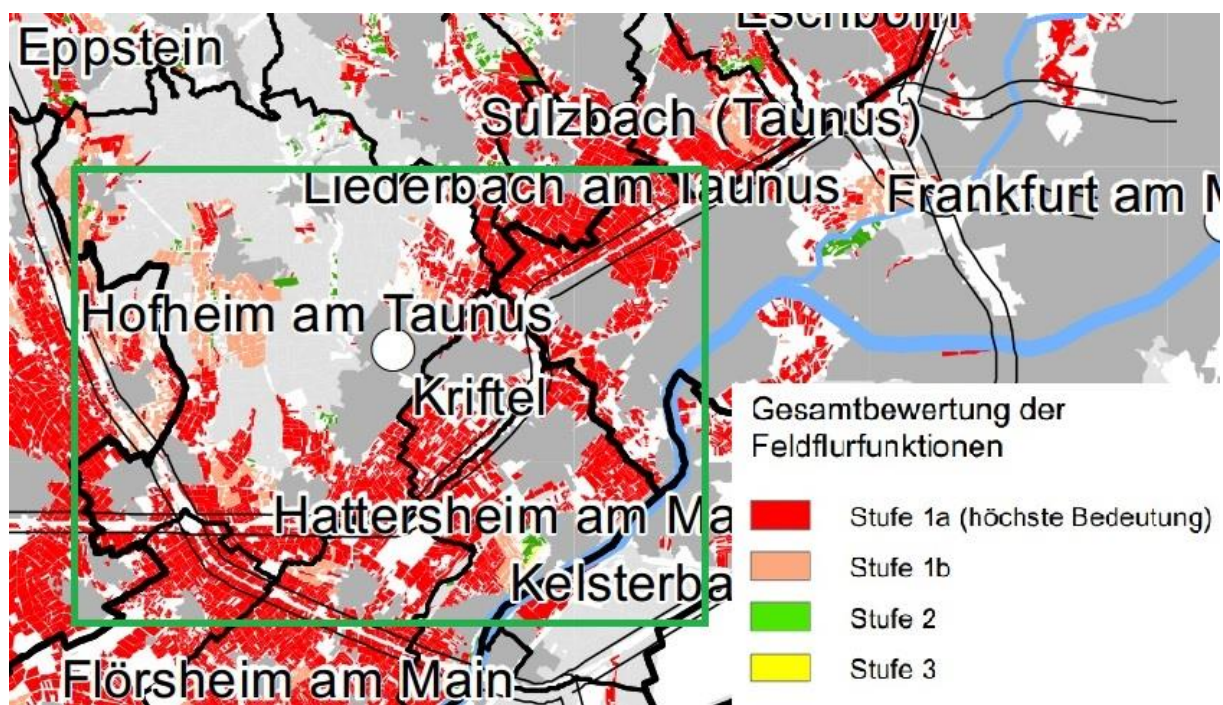 Eschborn
Eppstein
Sulzbach (Taunus)
Liederbach am Taunus
Frankfurt am M
Hofheim am Taunus
Kriftel
Hattersheim am Ma
Kelsterba
Flörsheim am Main
Gesamtbewertung der
Feldflurfunktionen
Stufe 1a (höchste Bedeutung)
Stufe 1b
Stufe 2
Stufe 3